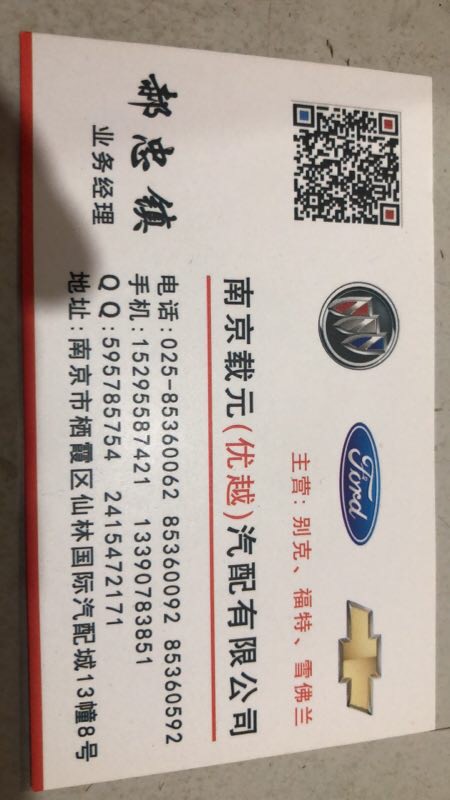 Ford
主营：别克、福特、雪佛兰
南京载元(优越)汽配有限公司
郝忠镇
业务经理
电话：025-85360062 85360092 85360592
手机：15295587421 13390783851
QQ：595785754 2415472171
地址：南京市栖霞区仙林国际汽配城13幢8号